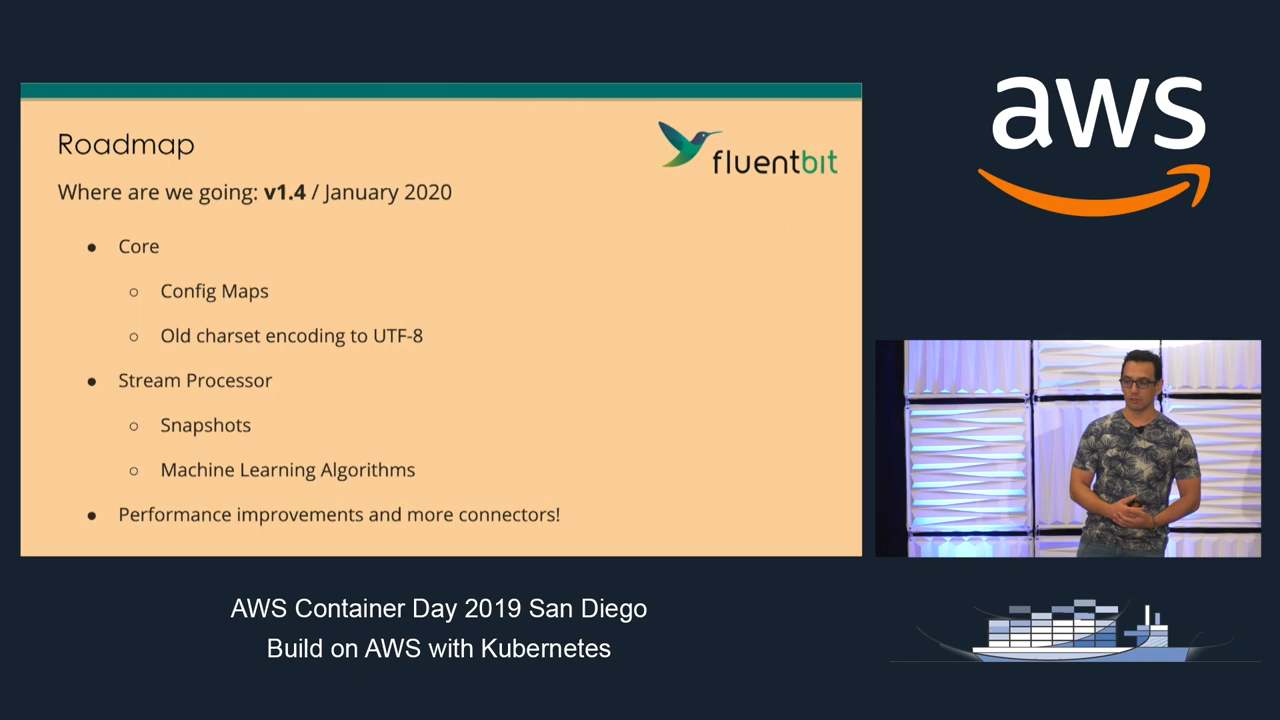 Roadmap
fluentbit
Where are we going: v1.4 / January 2020
● Core
○ Config Maps
○ Old charset encoding to UTF-8
● Stream Processor
○ Snapshots
○ Machine Learning Algorithms
● Performance improvements and more connectors!
aws
AWS Container Day 2019 San Diego
Build on AWS with Kubernetes